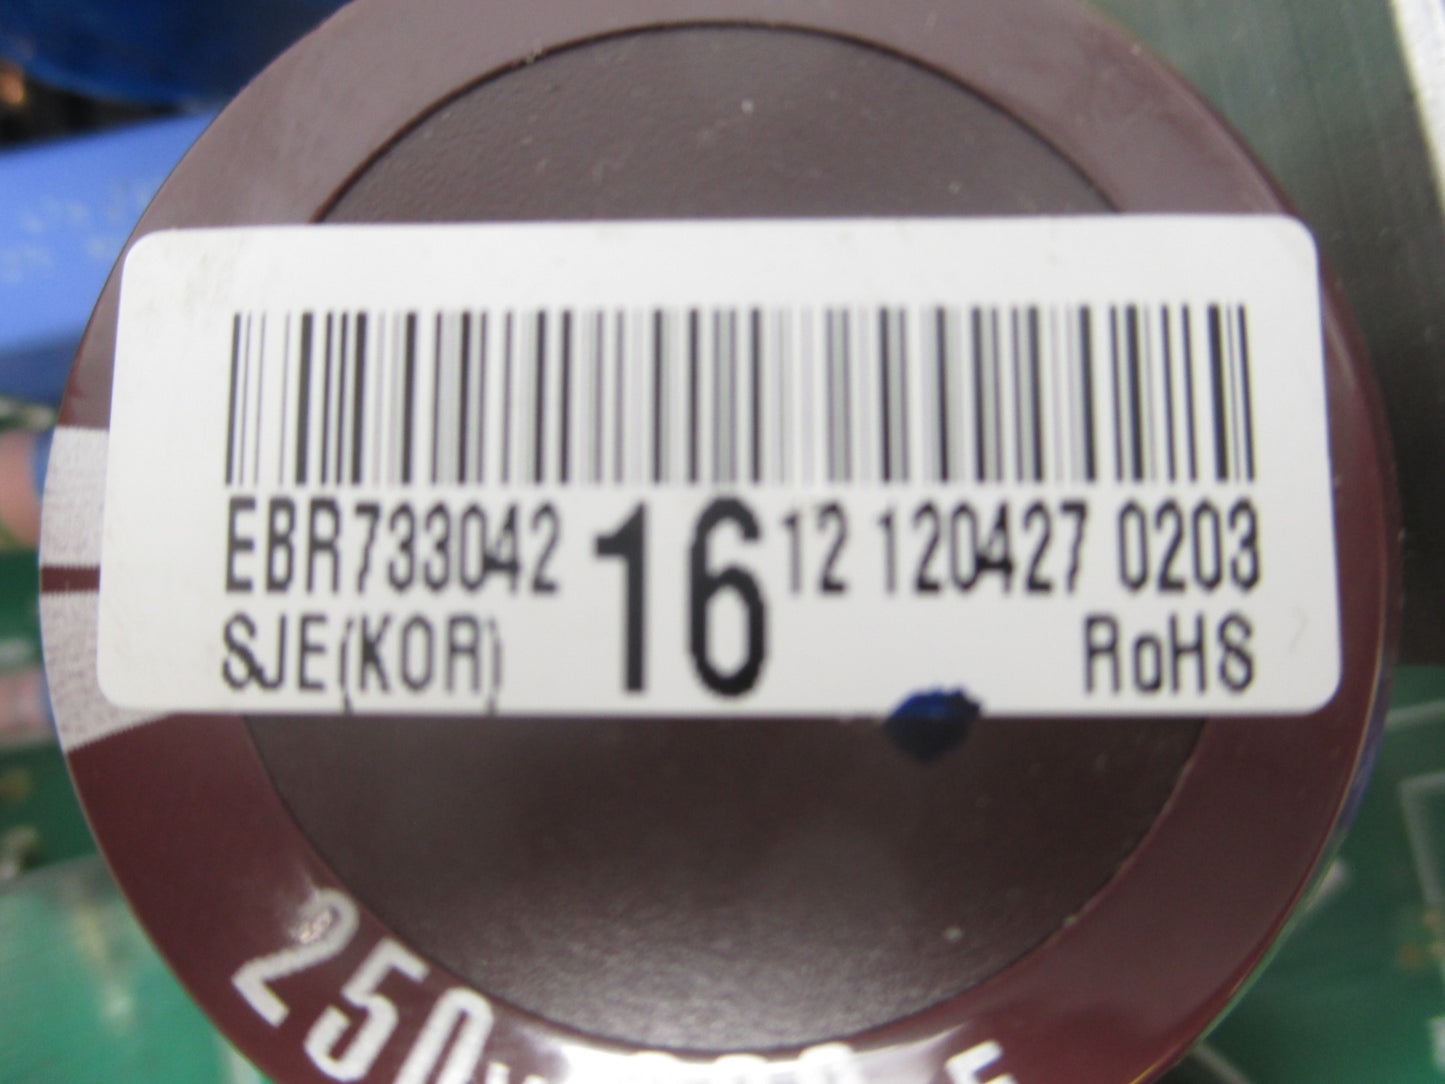 EBR733042 16 12 120427 0203
SJE(KOR) RoHS
250